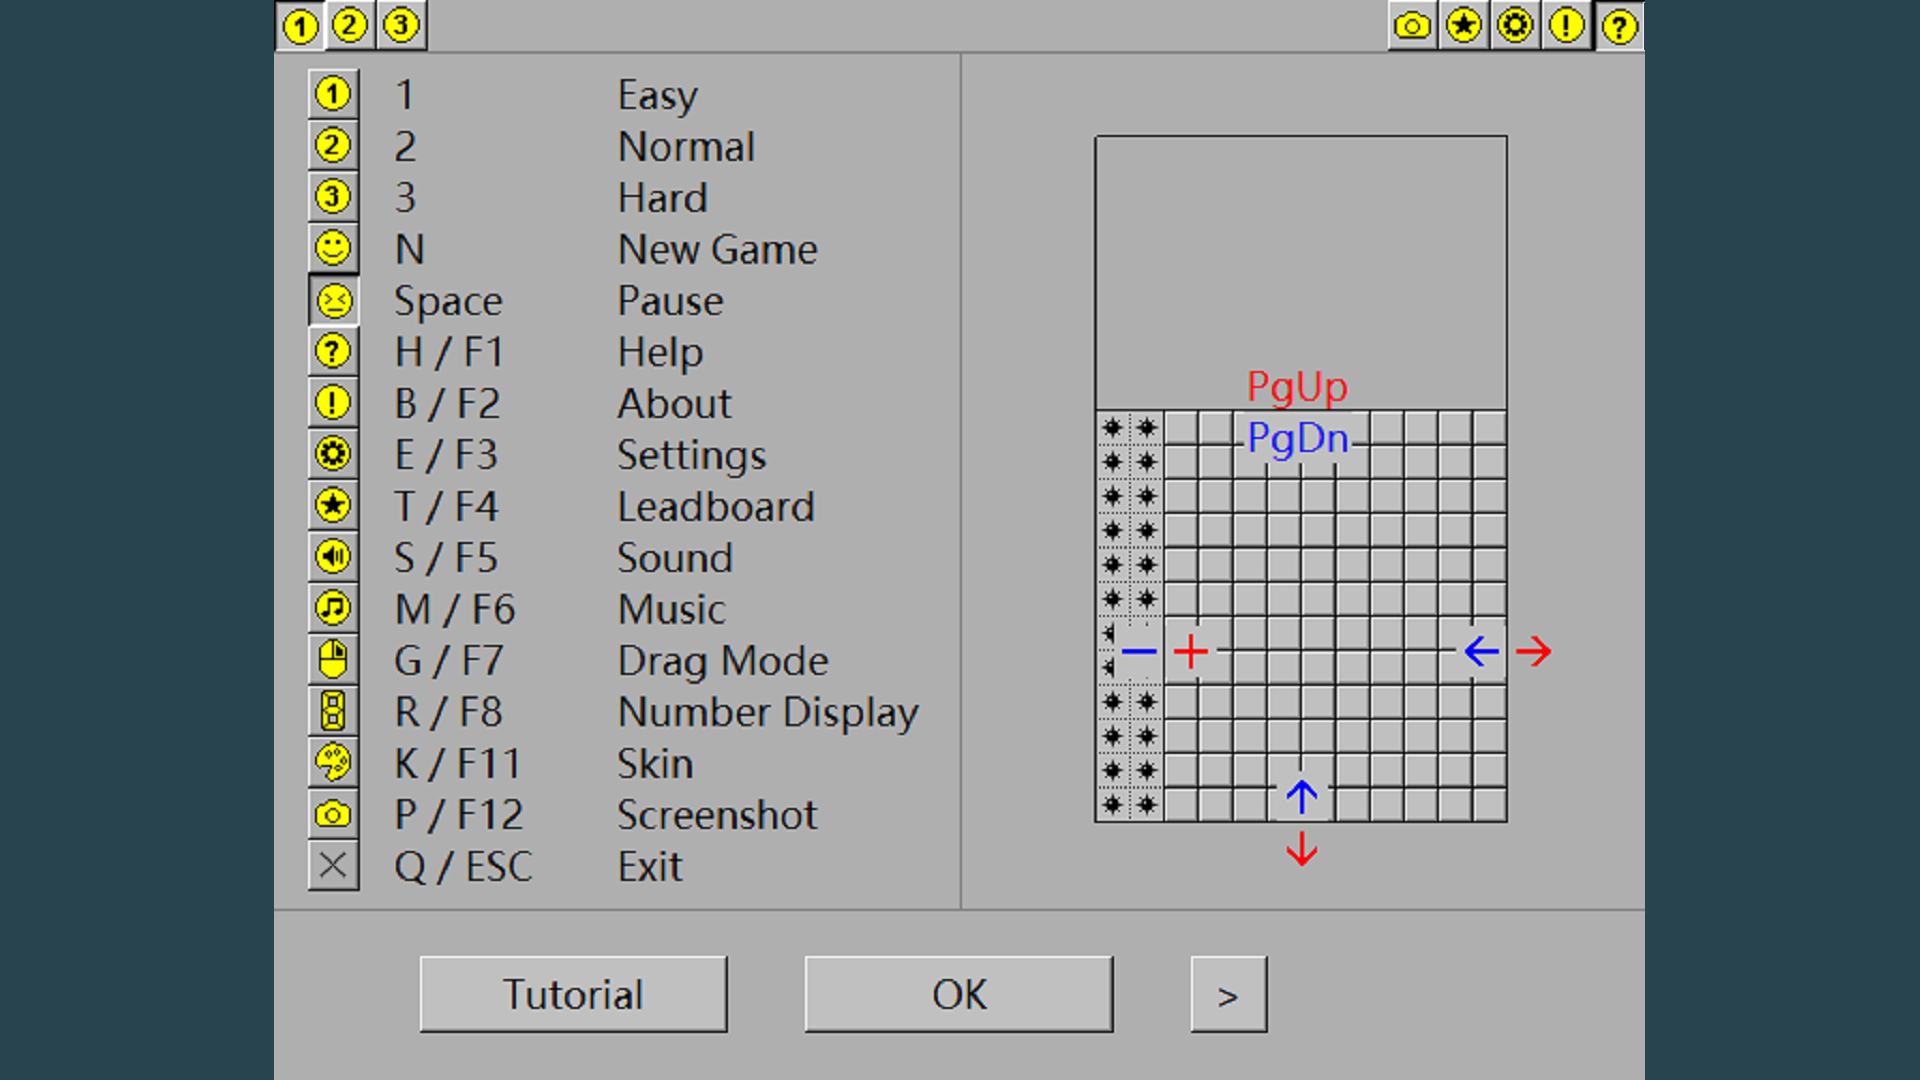 1 2 3 ! ?
1 1 Easy
2 2 Normal
3 3 Hard
N New Game
Space Pause
? H / F1 Help
! B / F2 About
E / F3 Settings
T / F4 Leadboard
S / F5 Sound
M / F6 Music
G / F7 Drag Mode
8 R / F8 Number Display
K / F11 Skin
P / F12 Screenshot
Q / ESC Exit
PgUp
PgDn
− + ← →
↑
↓
Tutorial OK >